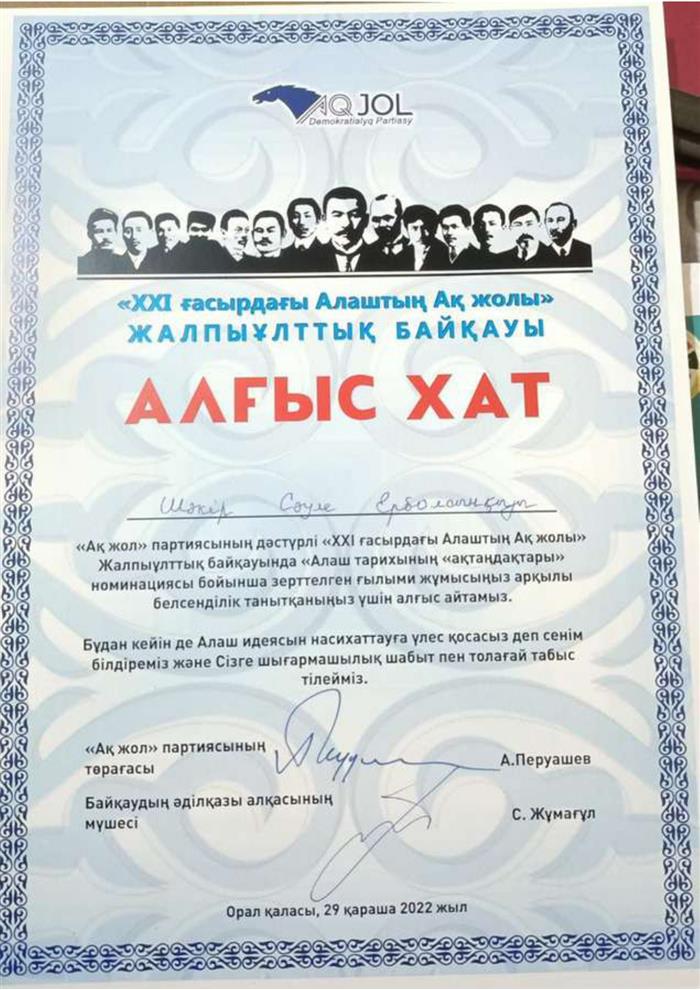 AQ JOL
Demokratialyq Partiasy
«XXI ғасырдағы Алаштың Ақ жолы»
ЖАЛПЫҰЛТТЫҚ БАЙҚАУЫ
АЛҒЫС ХАТ
Шәкір Сәуле Ерболатқызы
«Ақ жол» партиясының дәстүрлі «XXI ғасырдағы Алаштың Ақ жолы»
Жалпыұлттық байқауында «Алаш тарихының «ақтаңдақтары»
номинациясы бойынша зерттелген ғылыми жұмысыңыз арқылы
белсенділік танытқаныңыз үшін алғыс айтамыз.
Бұдан кейін де Алаш идеясын насихаттауға үлес қосасыз деп сенім
білдіреміз және Сізге шығармашылық шабыт пен толағай табыс
тілейміз.
«Ақ жол» партиясының
төрағасы
А.Перуашев
Байқаудың әділқазы алқасының
мүшесі
С. Жұмағұл
Орал қаласы, 29 қараша 2022 жыл